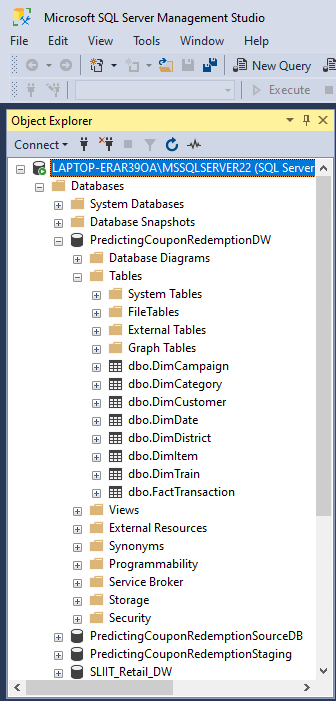 Microsoft SQL Server Management Studio
File Edit View Tools Window Help
New Query
Execute
Object Explorer
Connect
LAPTOP-ERAR39OA\MSSQLSERVER22 (SQL Server
Databases
System Databases
Database Snapshots
PredictingCouponRedemptionDW
Database Diagrams
Tables
System Tables
FileTables
External Tables
Graph Tables
dbo.DimCampaign
dbo.DimCategory
dbo.DimCustomer
dbo.DimDate
dbo.DimDistrict
dbo.DimItem
dbo.DimTrain
dbo.FactTransaction
Views
External Resources
Synonyms
Programmability
Service Broker
Storage
Security
PredictingCouponRedemptionSourceDB
PredictingCouponRedemptionStaging
SLIIT_Retail_DW